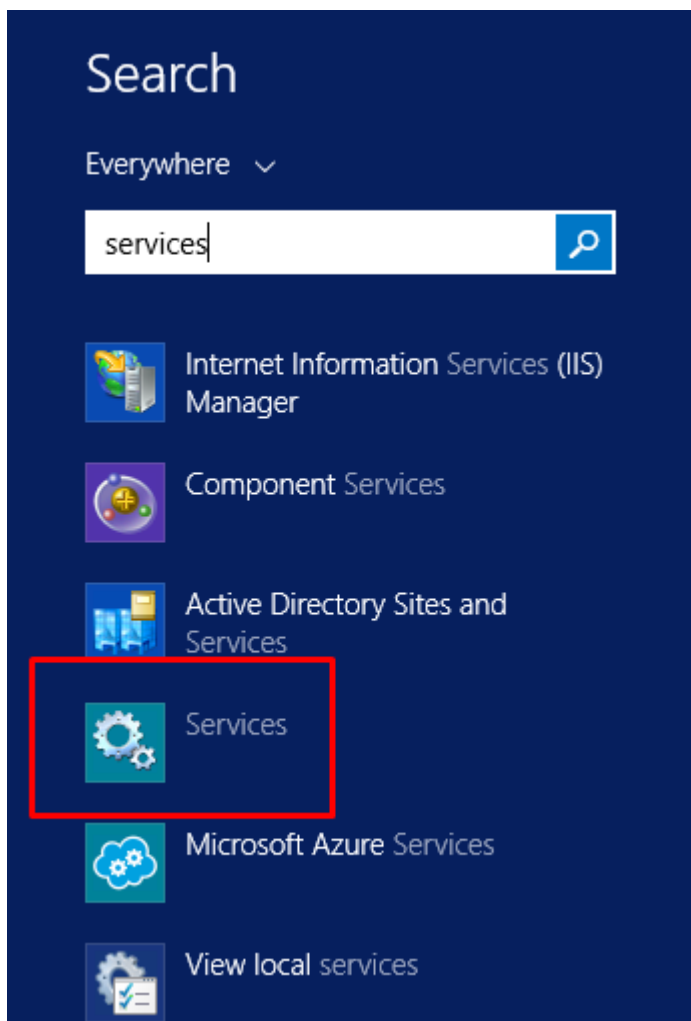 Search
Everywhere
services
Internet Information Services (IIS)
Manager
Component Services
Active Directory Sites and
Services
Services
Microsoft Azure Services
View local services